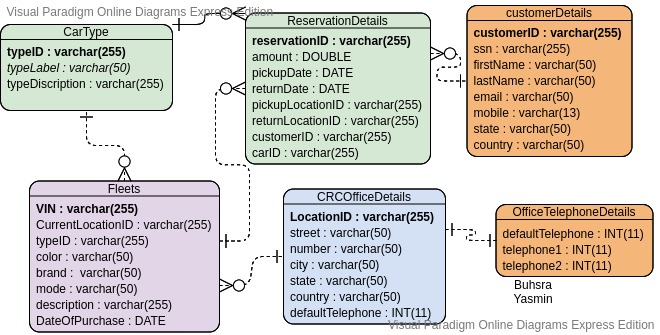 Visual Paradigm Online Diagrams Express Edition
CarType
typeID : varchar(255)
typeLabel : varchar(50)
typeDiscription : varchar(255)
ReservationDetails
reservationID : varchar(255)
amount : DOUBLE
pickupDate : DATE
returnDate : DATE
pickupLocationID : varchar(255)
returnLocationID : varchar(255)
customerID : varchar(255)
carID : varchar(255)
customerDetails
customerID : varchar(255)
ssn : varchar(255)
firstName : varchar(50)
lastName : varchar(50)
email : varchar(50)
mobile : varchar(13)
state : varchar(50)
country : varchar(50)
Fleets
VIN : varchar(255)
CurrentLocationID : varchar(255)
typeID : varchar(255)
color : varchar(50)
brand : varchar(50)
mode : varchar(50)
description : varchar(255)
DateOfPurchase : DATE
CRCOfficeDetails
LocationID : varchar(255)
street : varchar(50)
number : varchar(50)
city : varchar(50)
state : varchar(50)
country : varchar(50)
defaultTelephone : INT(11)
OfficeTelephoneDetails
defaultTelephone : INT(11)
telephone1 : INT(11)
telephone2 : INT(11)
Buhsra
Yasmin
Visual Paradigm Online Diagrams Express Edition